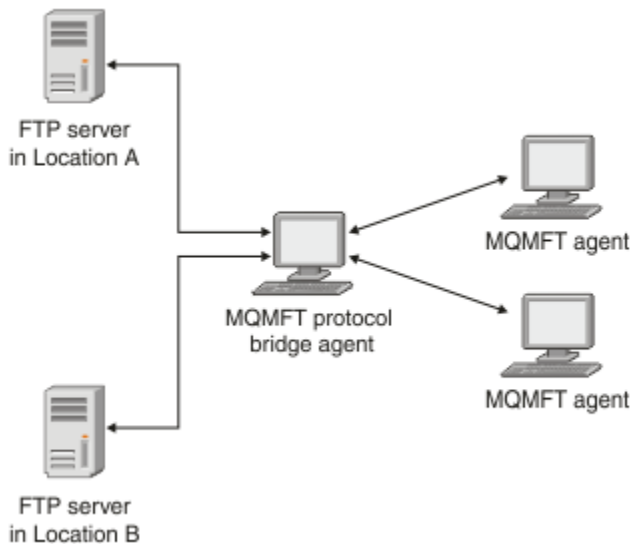 FTP server
in Location A
MQMFT agent
MQMFT protocol
bridge agent
MQMFT agent
FTP server
in Location B